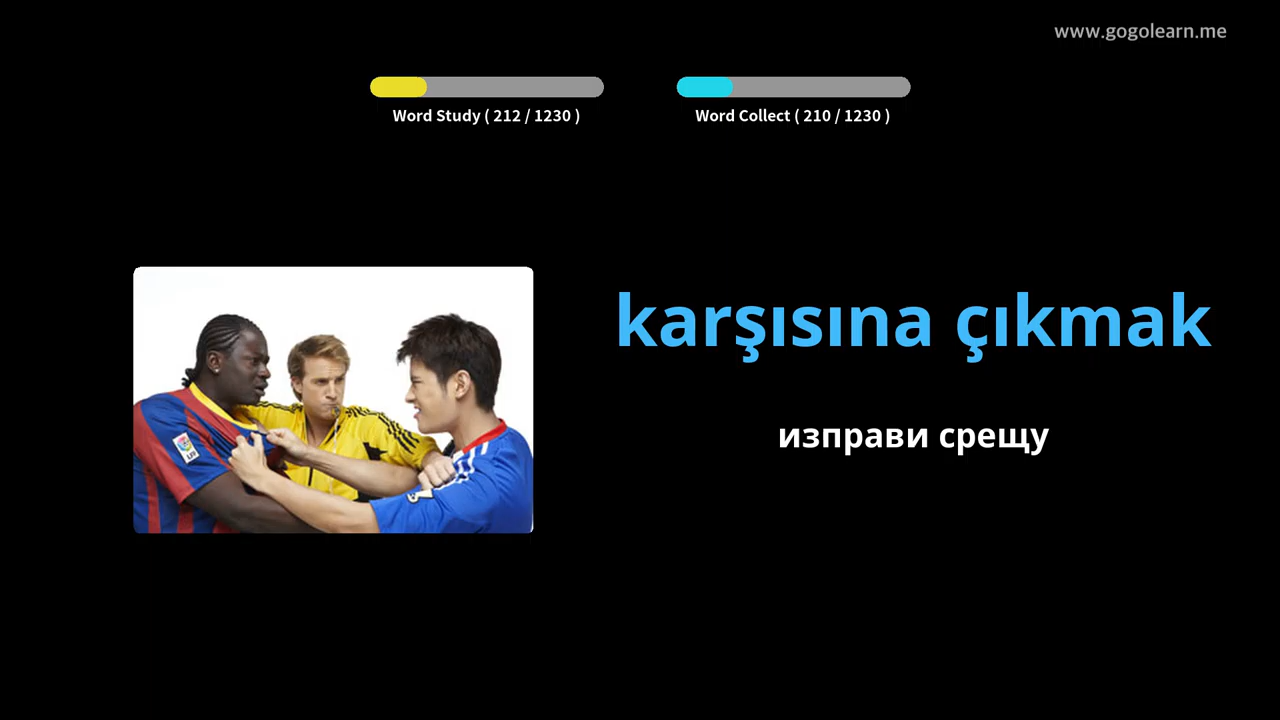 www.gogolearn.me
Word Study ( 212 / 1230 )
Word Collect ( 210 / 1230 )
karşısına çıkmak
изправи срещу